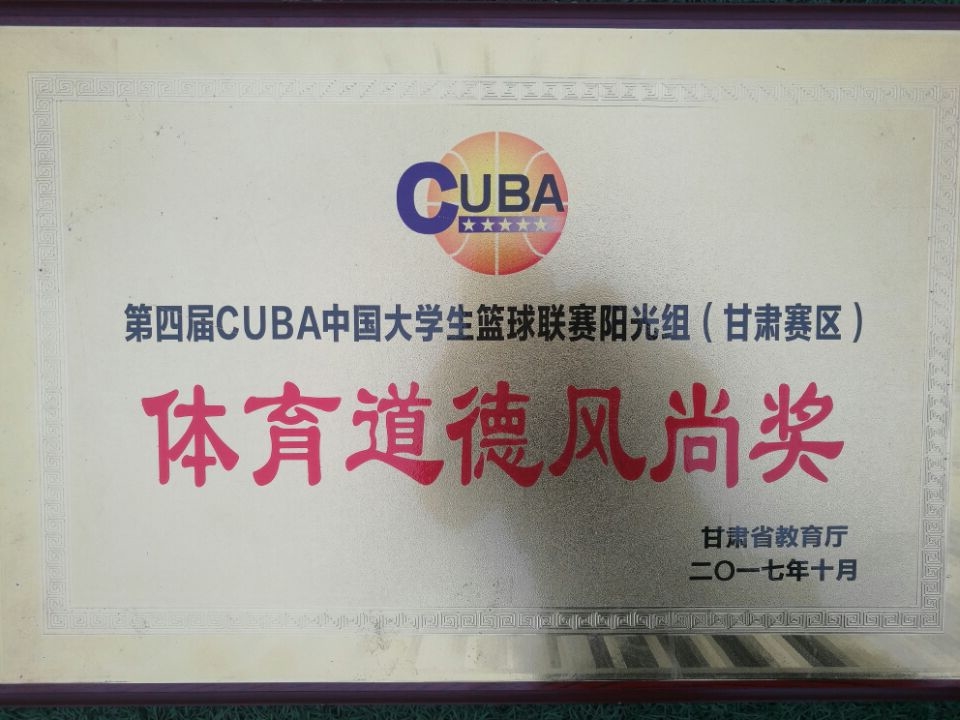 CUBA
第四届CUBA中国大学生篮球联赛阳光组（甘肃赛区）
体育道德风尚奖
甘肃省教育厅
二〇一七年十月